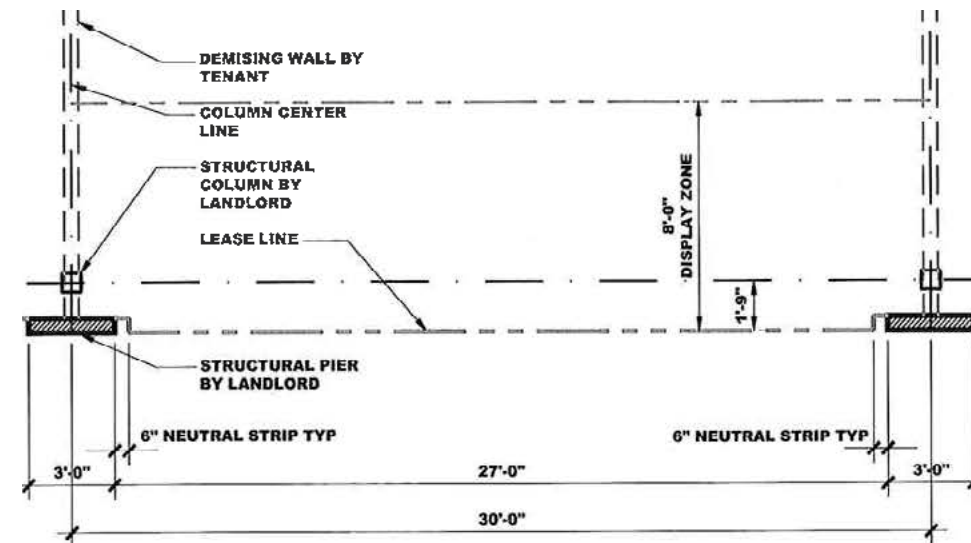 DEMISING WALL BY
TENANT
COLUMN CENTER
LINE
STRUCTURAL
COLUMN BY
LANDLORD
LEASE LINE
8'-0"
DISPLAY ZONE
1'-9"
STRUCTURAL PIER
BY LANDLORD
6" NEUTRAL STRIP TYP
6" NEUTRAL STRIP TYP
3'-0"
27'-0"
3'-0"
30'-0"